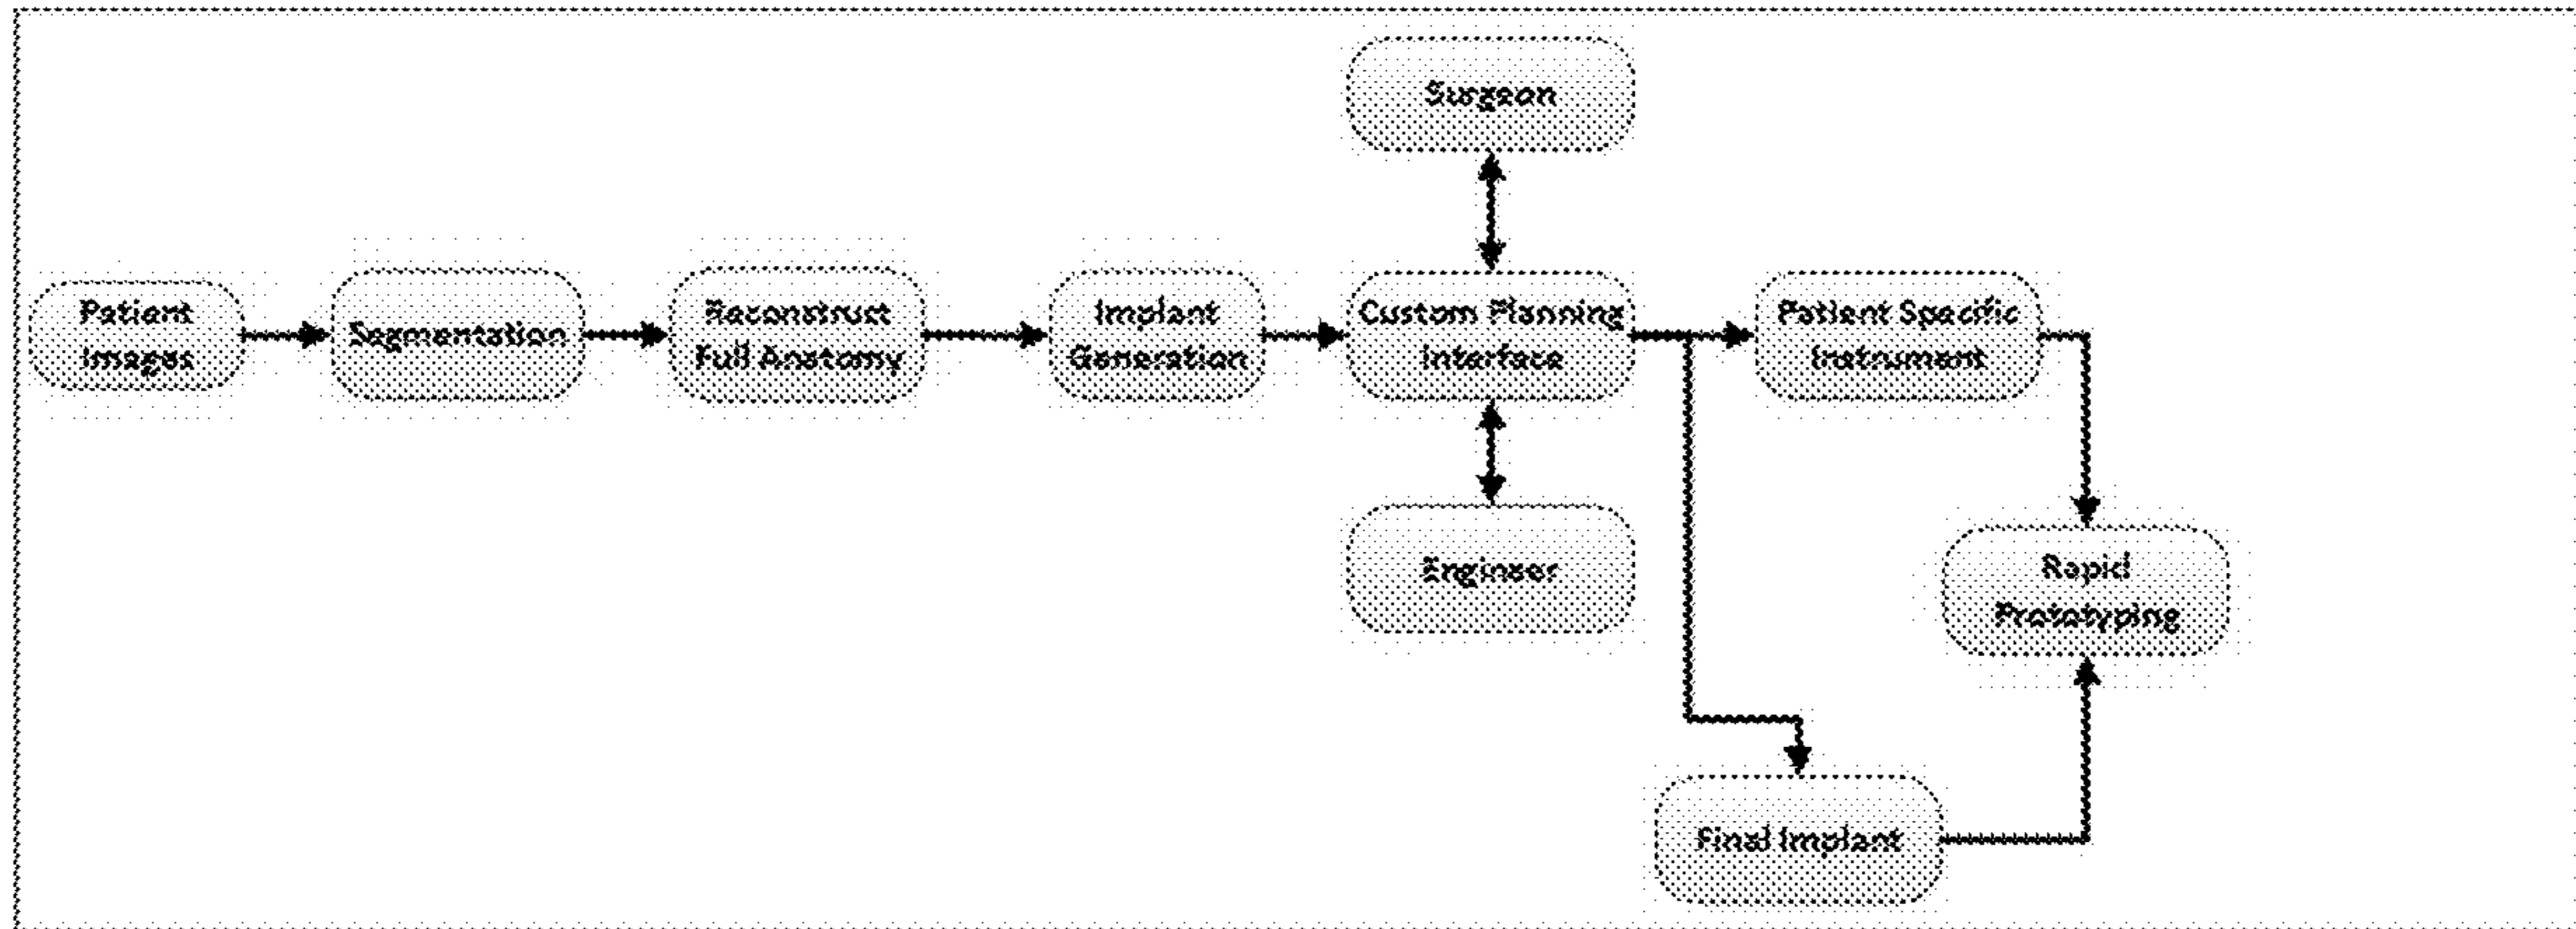 Surgeon
Patient
Images
Segmentation
Reconstruct
Full Anatomy
Implant
Generation
Custom Planning
Interface
Patient Specific
Instrument
Engineer
Rapid
Prototyping
Final Implant